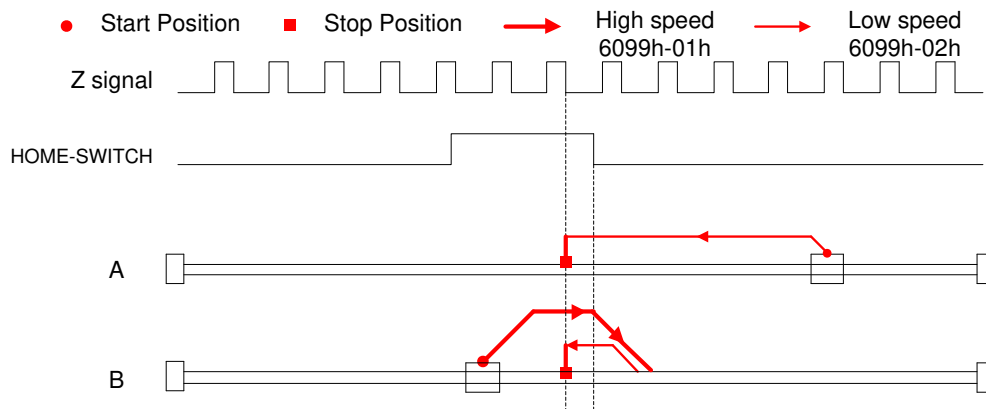 Start Position Stop Position High speed Low speed
6099h-01h 6099h-02h
Z signal
HOME-SWITCH
A
B